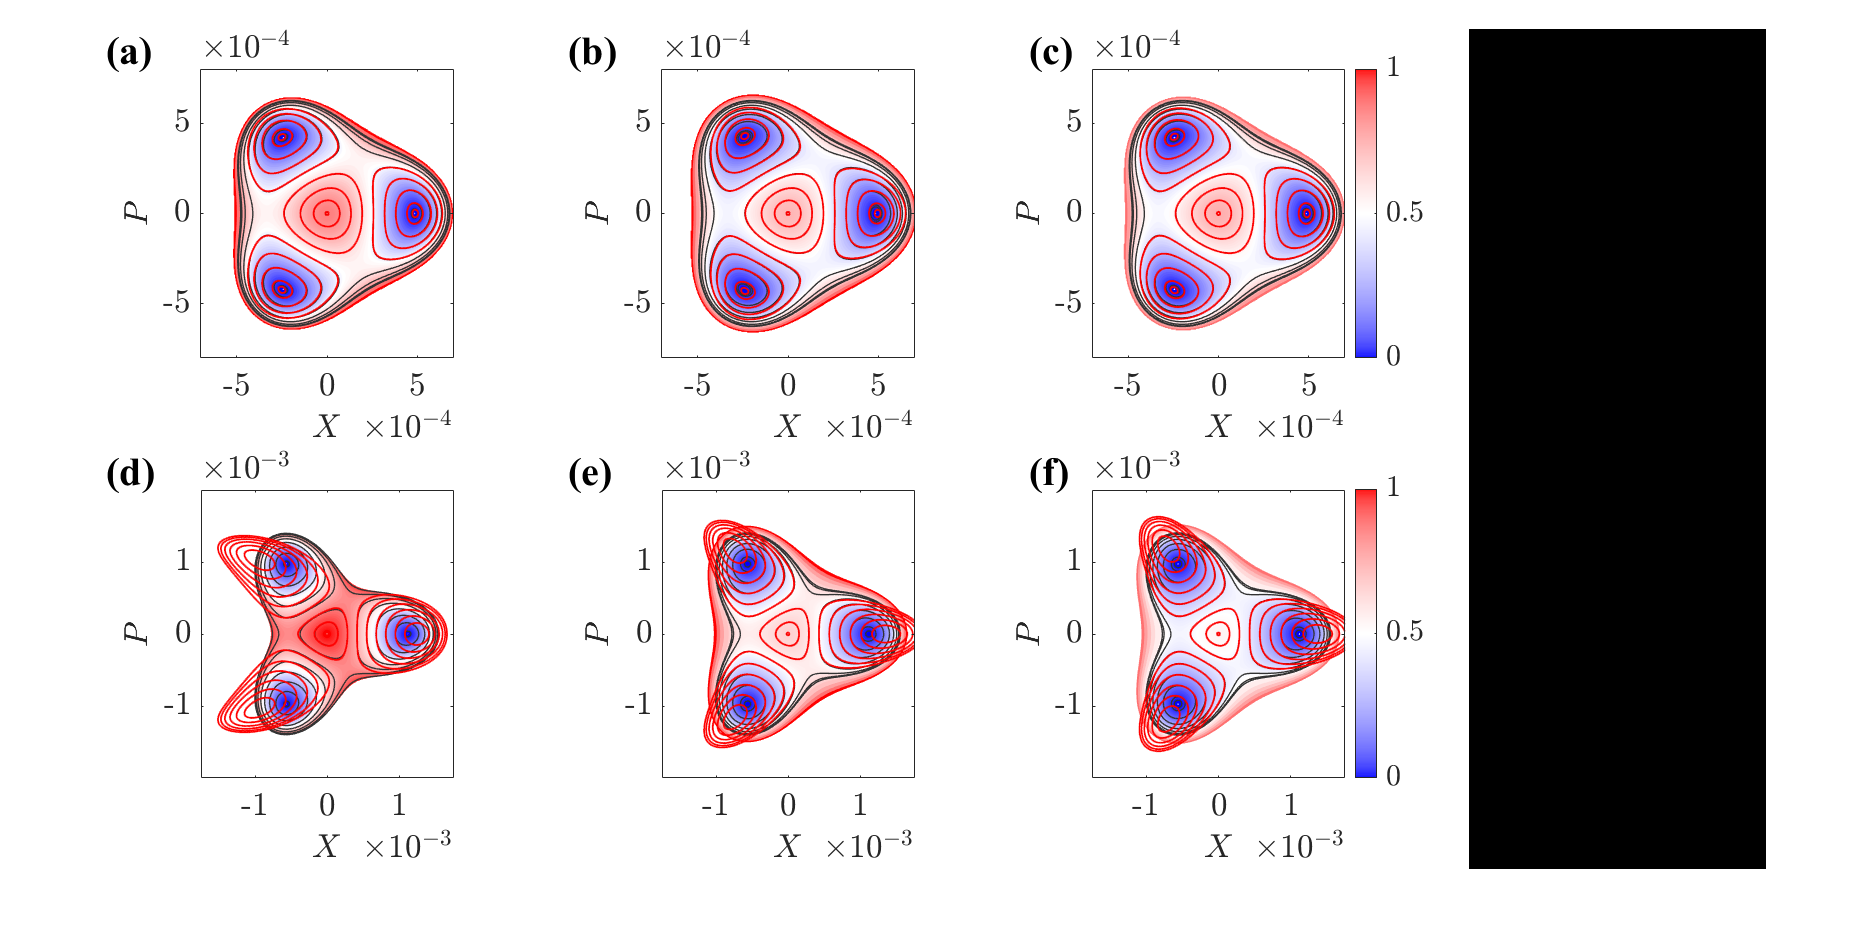 (a) (b) (c)
×10⁻⁴ ×10⁻⁴ ×10⁻⁴
1
5 5 5
P 0 P 0 P 0 0.5
-5 -5 -5
0
-5 0 5 -5 0 5 -5 0 5
X ×10⁻⁴ X ×10⁻⁴ X ×10⁻⁴
(d) (e) (f)
×10⁻³ ×10⁻³ ×10⁻³
1
1 1 1
P 0 P 0 P 0 0.5
-1 -1 -1
0
-1 0 1 -1 0 1 -1 0 1
X ×10⁻³ X ×10⁻³ X ×10⁻³